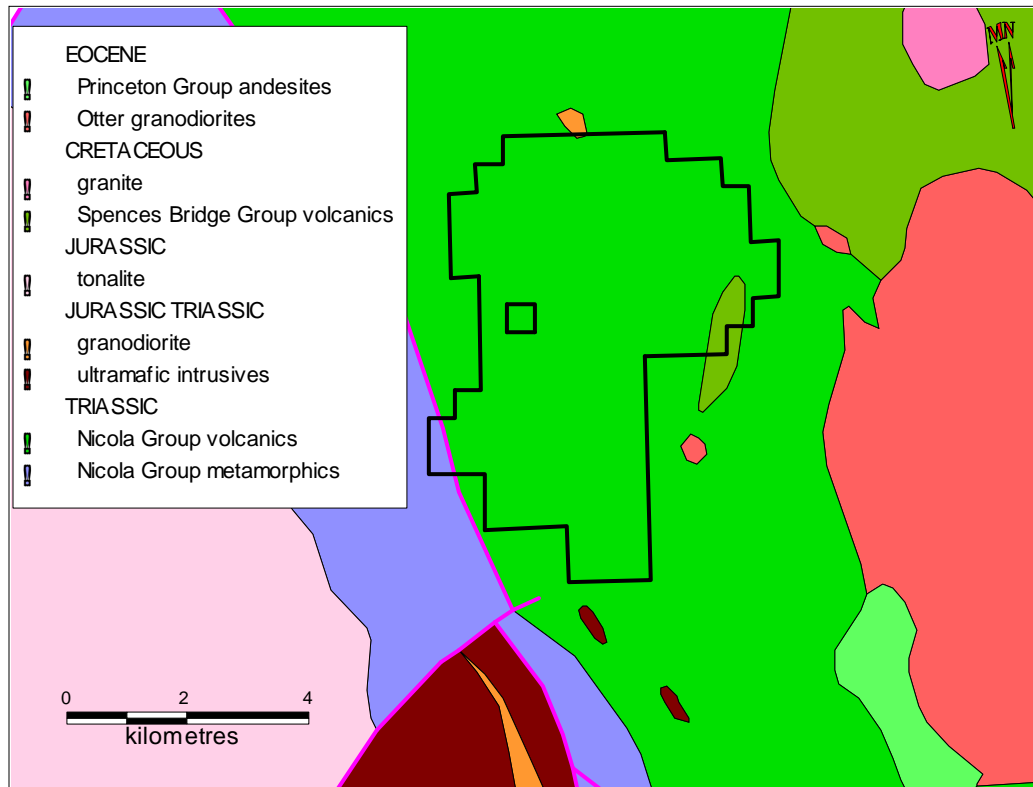 EOCENE
Princeton Group andesites
Otter granodiorites
CRETACEOUS
granite
Spences Bridge Group volcanics
JURASSIC
tonalite
JURASSIC TRIASSIC
granodiorite
ultramafic intrusives
TRIASSIC
Nicola Group volcanics
Nicola Group metamorphics
MN
0 2 4
kilometres